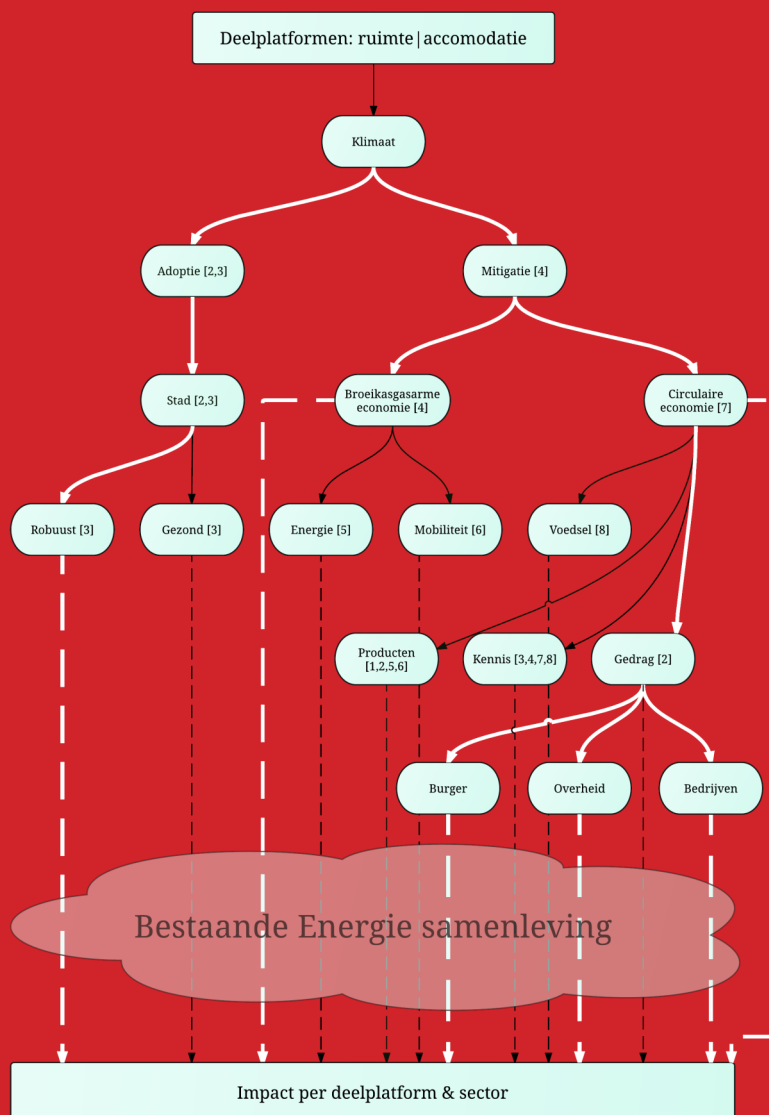 Deelplatformen: ruimte|accomodatie
Klimaat
Adoptie [2,3]
Mitigatie [4]
Stad [2,3]
Broeikasgasarme
economie [4]
Circulaire
economie [7]
Robuust [3]
Gezond [3]
Energie [5]
Mobiliteit [6]
Voedsel [8]
Producten
[1,2,5,6]
Kennis [3,4,7,8]
Gedrag [2]
Burger
Overheid
Bedrijven
Bestaande Energie samenleving
Impact per deelplatform & sector